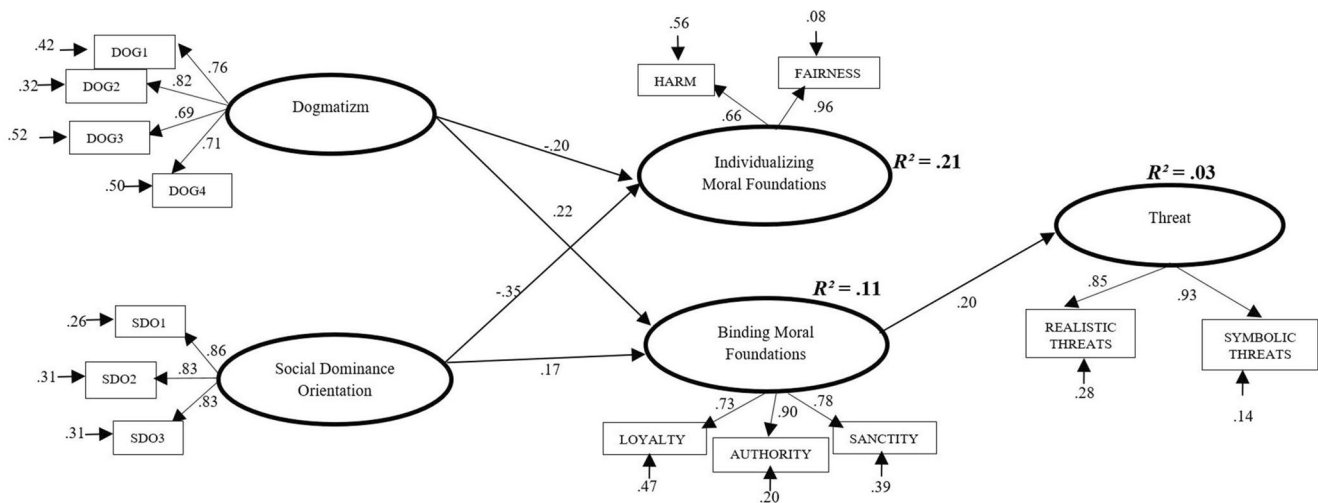 .42
DOG1
.76
.32
DOG2
.82
.52
DOG3
.69
.50
DOG4
.71
Dogmatizm
.56
.08
HARM
FAIRNESS
.66
.96
Individualizing
Moral Foundations
R² = .21
-.20
.22
-.35
.17
.26
SDO1
.86
.31
SDO2
.83
.31
SDO3
.83
Social Dominance
Orientation
R² = .11
Binding Moral
Foundations
.73
.90
.78
LOYALTY
AUTHORITY
SANCTITY
.47
.20
.39
.20
R² = .03
Threat
.85
.93
REALISTIC
THREATS
SYMBOLIC
THREATS
.28
.14